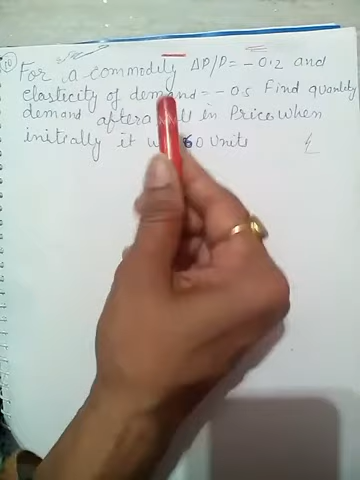 For a commodity ΔP/P = -0.2 and
elasticity of demand = -0.5 Find quantity
demand after a in Price when
initially it 60 Units